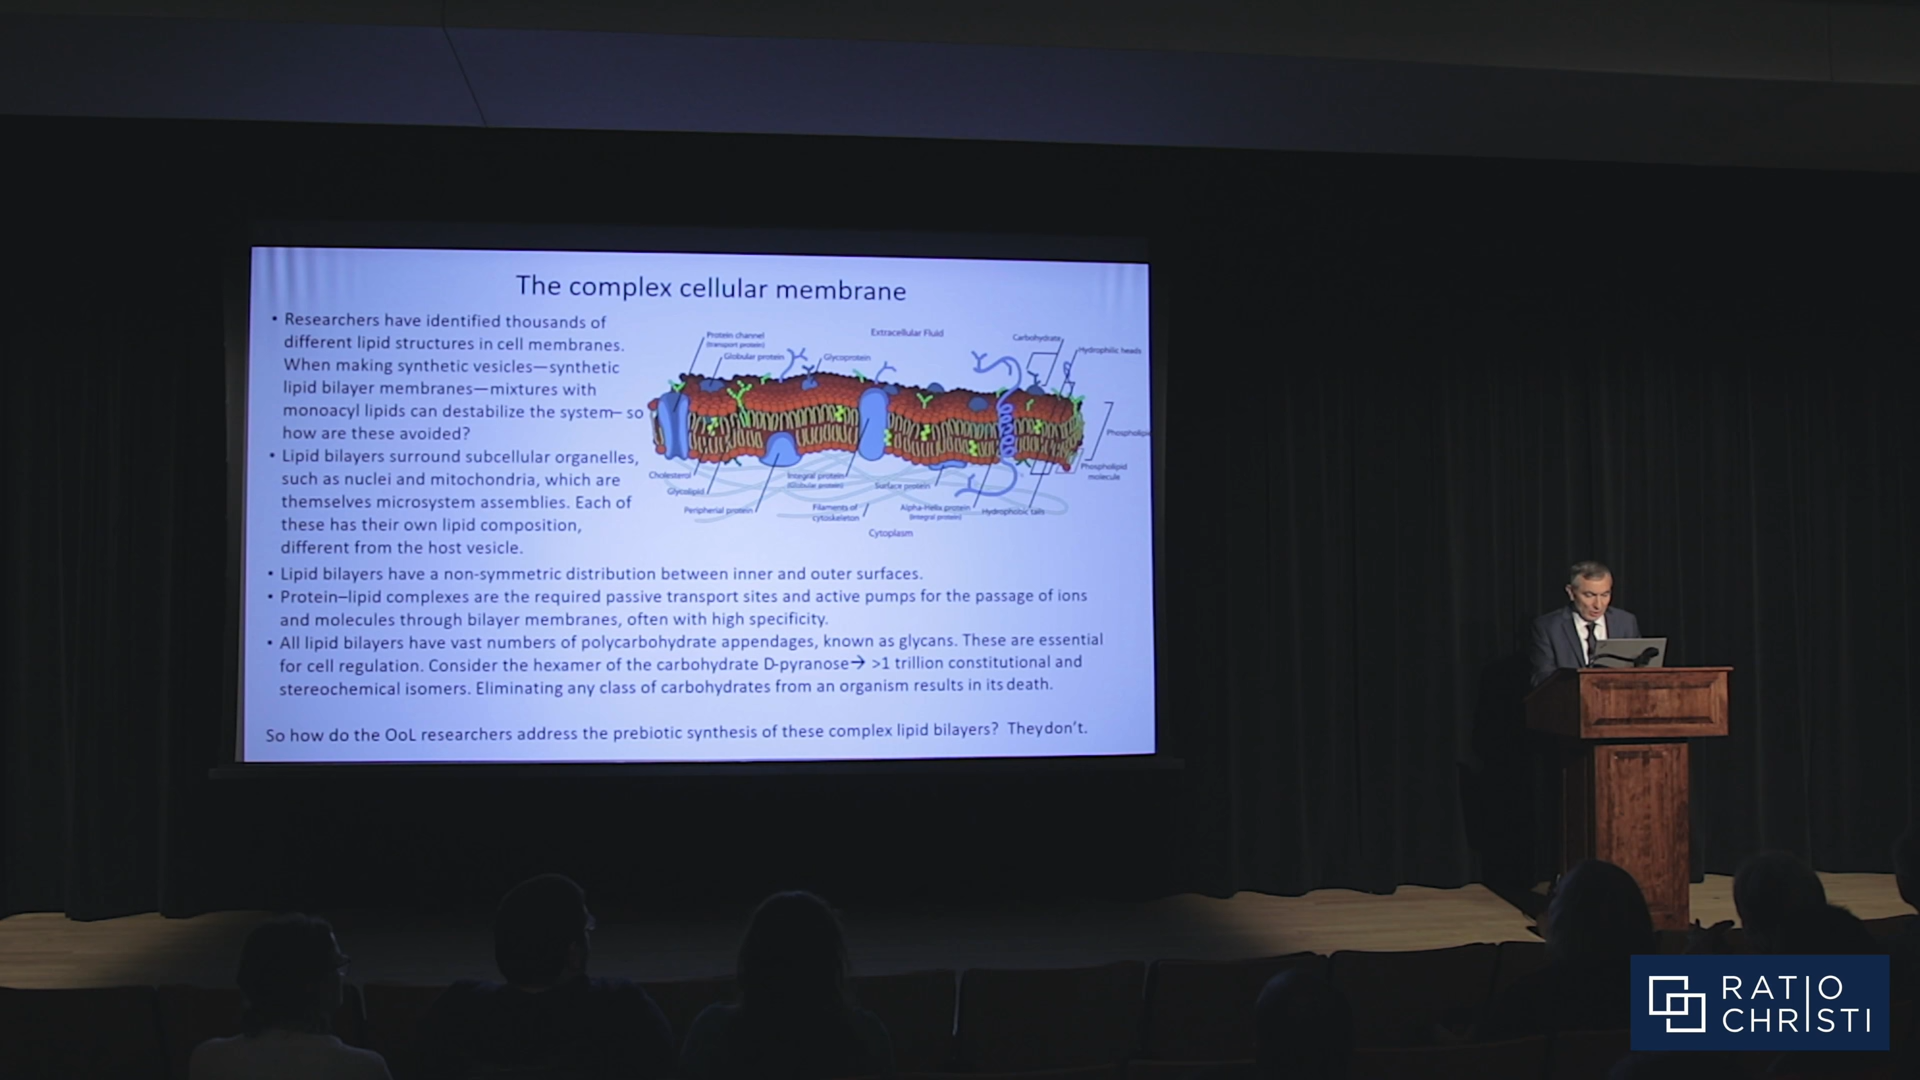 The complex cellular membrane
• Researchers have identified thousands of
different lipid structures in cell membranes.
When making synthetic vesicles—synthetic
lipid bilayer membranes—mixtures with
monoacyl lipids can destabilize the system– so
how are these avoided?
• Lipid bilayers surround subcellular organelles,
such as nuclei and mitochondria, which are
themselves microsystem assemblies. Each of
these has their own lipid composition,
different from the host vesicle.
• Lipid bilayers have a non-symmetric distribution between inner and outer surfaces.
• Protein–lipid complexes are the required passive transport sites and active pumps for the passage of ions
and molecules through bilayer membranes, often with high specificity.
• All lipid bilayers have vast numbers of polycarbohydrate appendages, known as glycans. These are essential
for cell regulation. Consider the hexamer of the carbohydrate D-pyranose→ >1 trillion constitutional and
stereochemical isomers. Eliminating any class of carbohydrates from an organism results in its death.
So how do the OoL researchers address the prebiotic synthesis of these complex lipid bilayers? They don't.
Protein channel
(transport protein)
Globular protein
Glycoprotein
Extracellular Fluid
Carbohydrate
Hydrophilic heads
Phospholipid
molecule
Cholesterol
Glycolipid
Peripherial protein
Integral protein
(Globular protein)
Filaments of
cytoskeleton
Surface protein
Alpha-Helix protein
(Integral protein)
Hydrophobic tails
Cytoplasm
RATIO
CHRISTI